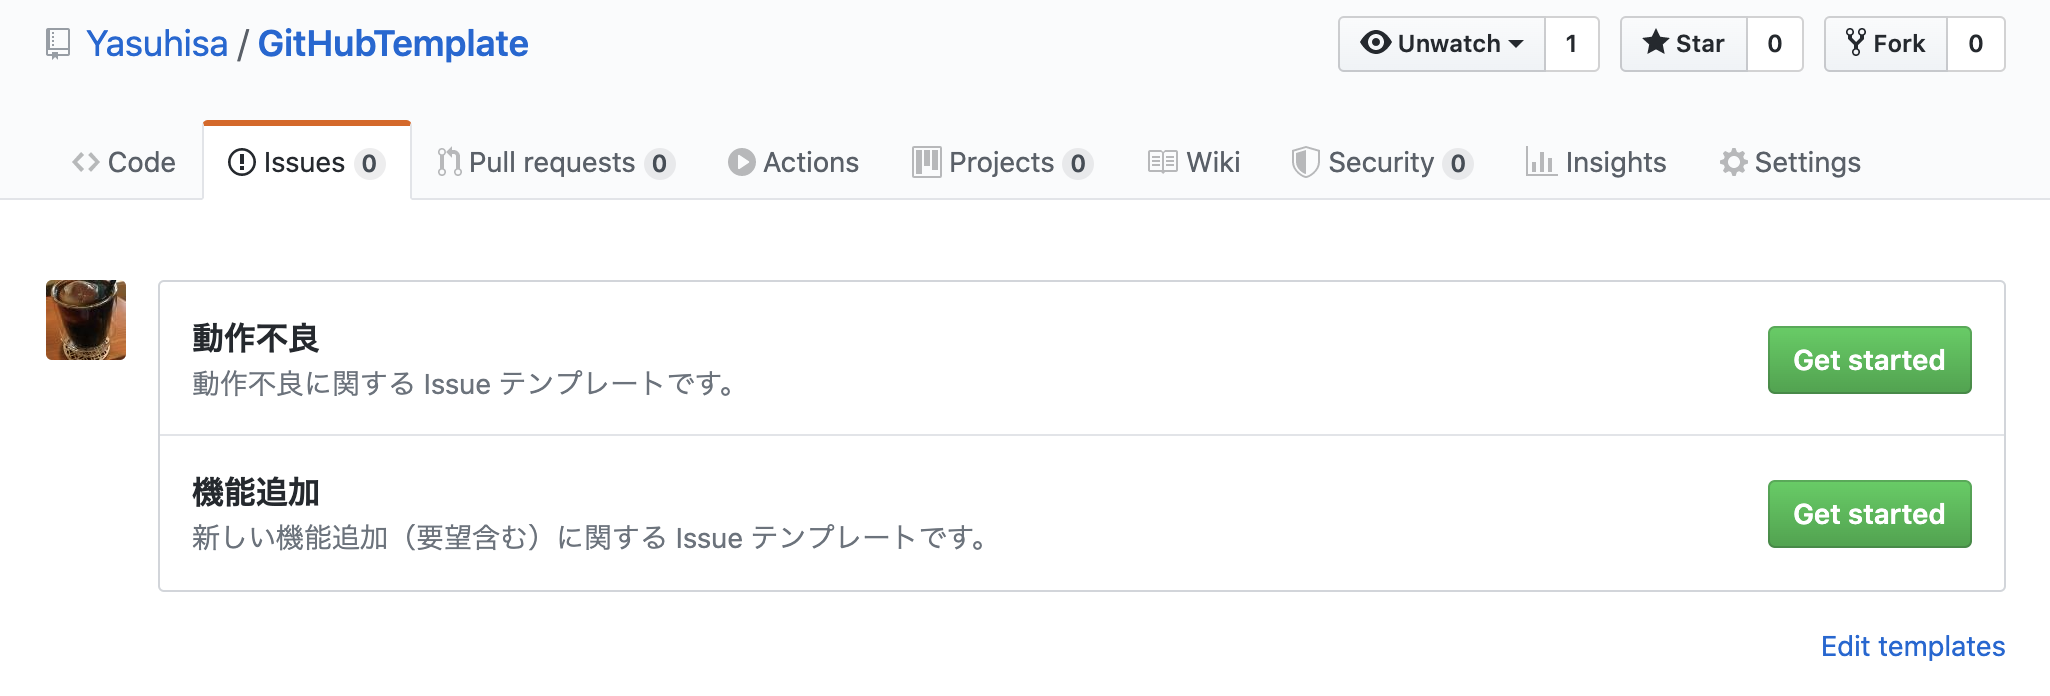 Yasuhisa / GitHubTemplate
Unwatch 1 Star 0 Fork 0
Code Issues 0 Pull requests 0 Actions Projects 0 Wiki Security 0 Insights Settings
動作不良
動作不良に関する Issue テンプレートです。
Get started
機能追加
新しい機能追加（要望含む）に関する Issue テンプレートです。
Get started
Edit templates